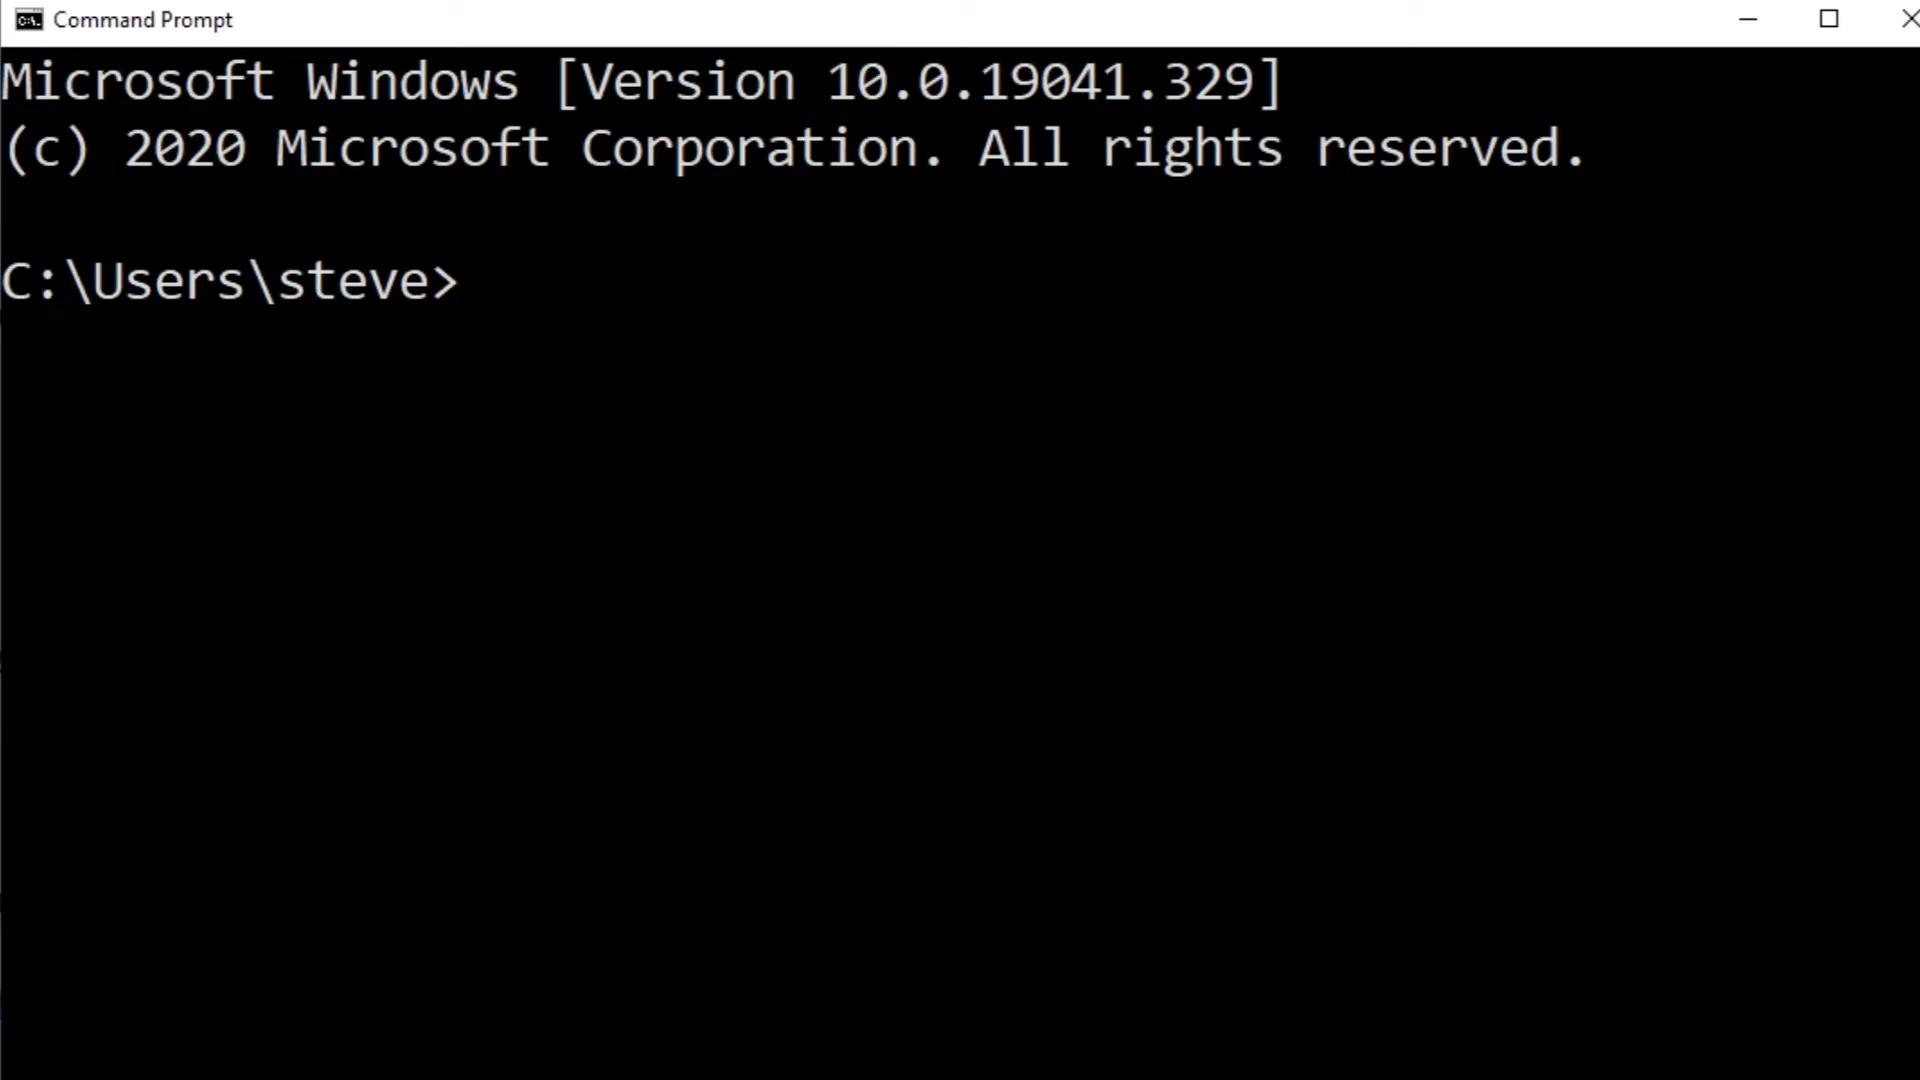 Command Prompt
Microsoft Windows [Version 10.0.19041.329]
(c) 2020 Microsoft Corporation. All rights reserved.
C:\Users\steve>